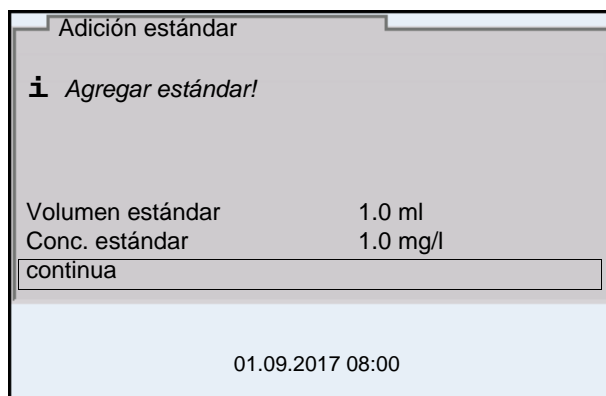 Adición estándar
i Agregar estándar!
Volumen estándar 1.0 ml
Conc. estándar 1.0 mg/l
continua
01.09.2017 08:00